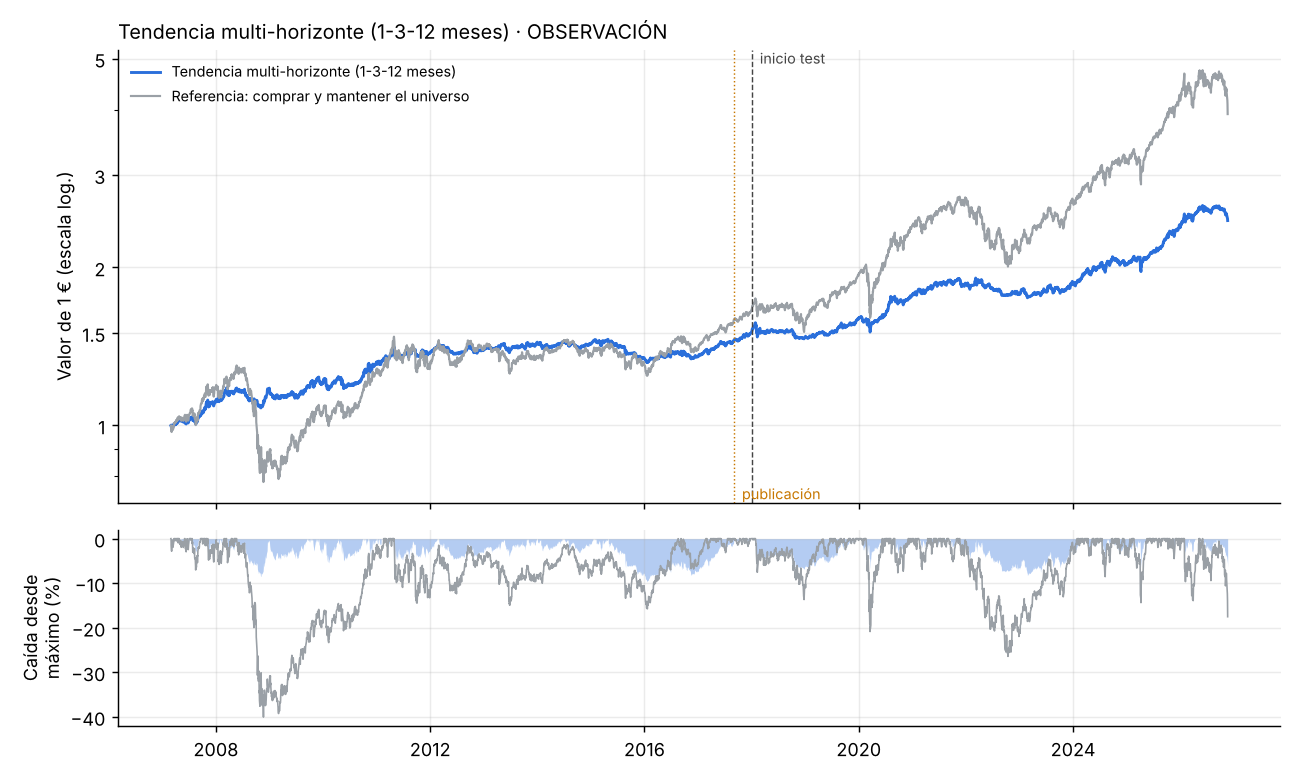 Tendencia multi-horizonte (1-3-12 meses) · OBSERVACIÓN
Tendencia multi-horizonte (1-3-12 meses)
Referencia: comprar y mantener el universo
inicio test
publicación
Valor de 1 € (escala log.)
5
3
2
1.5
1
Caída desde
máximo (%)
0
−10
−20
−30
−40
2008
2012
2016
2020
2024